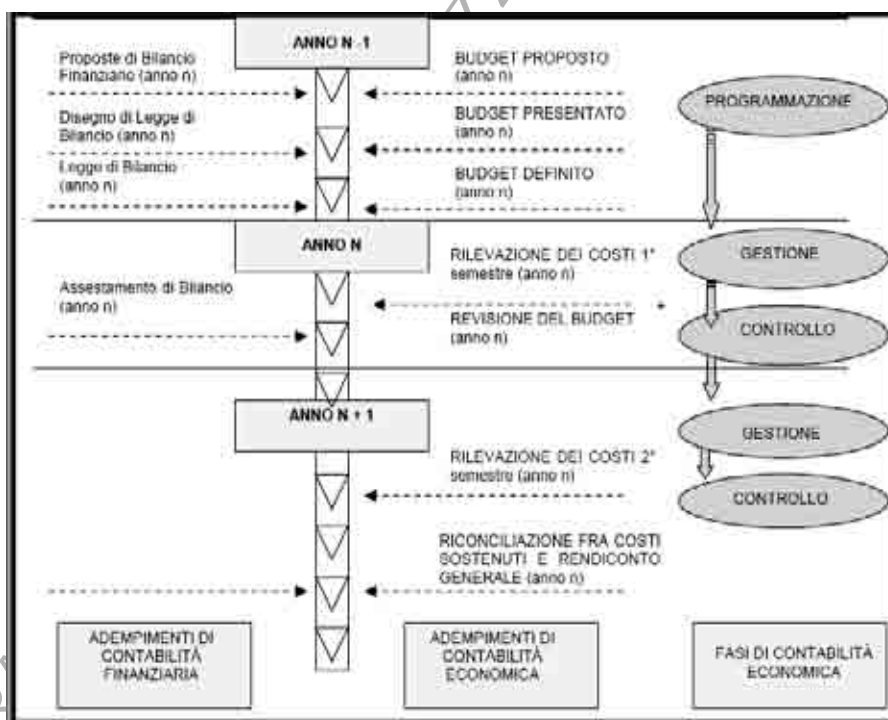 ANNO N -1
Proposte di Bilancio
Finanziario (anno n)
BUDGET PROPOSTO
(anno n)
PROGRAMMAZIONE
Disegno di Legge di
Bilancio (anno n)
BUDGET PRESENTATO
(anno n)
Legge di Bilancio
(anno n)
BUDGET DEFINITO
(anno n)
ANNO N
RILEVAZIONE DEI COSTI 1°
semestre (anno n)
GESTIONE
Assestamento di Bilancio
(anno n)
+
REVISIONE DEL BUDGET
(anno n)
CONTROLLO
ANNO N + 1
GESTIONE
RILEVAZIONE DEI COSTI 2°
semestre (anno n)
CONTROLLO
RICONCILIAZIONE FRA COSTI
SOSTENUTI E RENDICONTO
GENERALE (anno n)
ADEMPIMENTI DI
CONTABILITÀ
FINANZIARIA
ADEMPIMENTI DI
CONTABILITÀ
ECONOMICA
FASI DI CONTABILITÀ
ECONOMICA